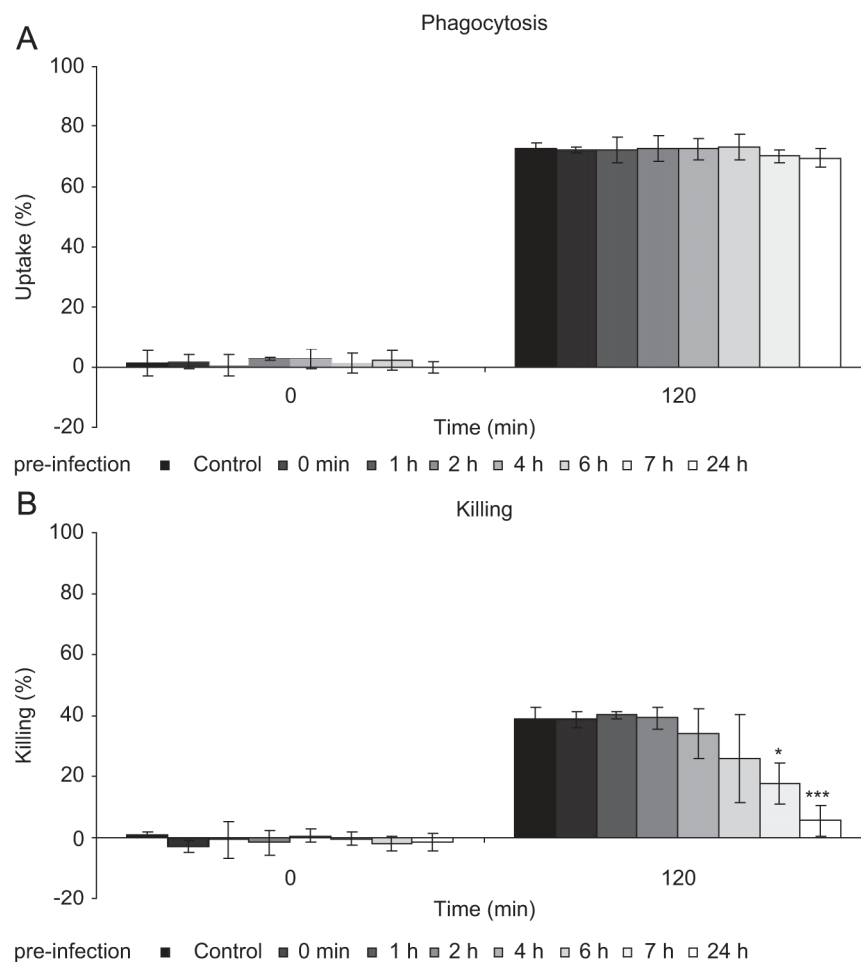 A
Phagocytosis
100
80
60
40
20
0
-20
Uptake (%)
0
120
Time (min)
pre-infection Control 0 min 1 h 2 h 4 h 6 h 7 h 24 h
B
Killing
100
80
60
40
20
0
-20
Killing (%)
*
***
0
120
Time (min)
pre-infection Control 0 min 1 h 2 h 4 h 6 h 7 h 24 h